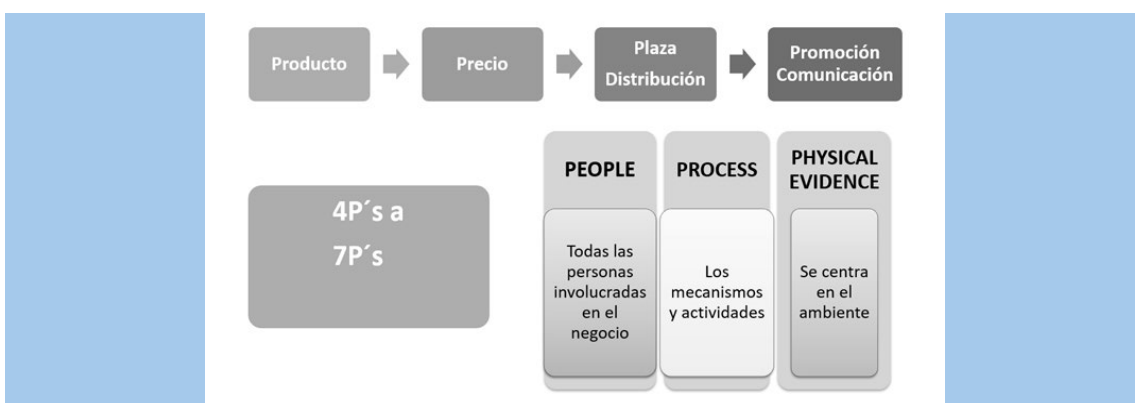 Producto
Precio
Plaza
Distribución
Promoción
Comunicación
4P´s a
7P´s
PEOPLE
Todas las
personas
involucradas
en el
negocio
PROCESS
Los
mecanismos
y actividades
PHYSICAL
EVIDENCE
Se centra
en el
ambiente